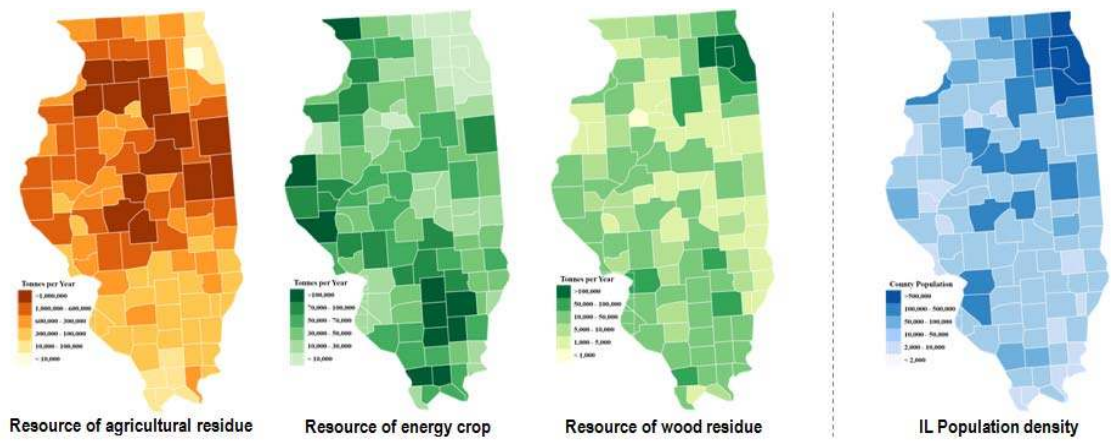 Tonnes per Year
>1,000,000
1,000,000 - 600,000
600,000 - 200,000
200,000 - 100,000
10,000 - 100,000
< 10,000
Resource of agricultural residue
Tonnes per Year
>100,000
70,000 - 100,000
50,000 - 70,000
30,000 - 50,000
10,000 - 30,000
< 10,000
Resource of energy crop
Tonnes per Year
>100,000
50,000 - 100,000
10,000 - 50,000
5,000 - 10,000
1,000 - 5,000
< 1,000
Resource of wood residue
County Population
>500,000
100,000 - 500,000
50,000 - 100,000
10,000 - 50,000
2,000 - 10,000
< 2,000
IL Population density